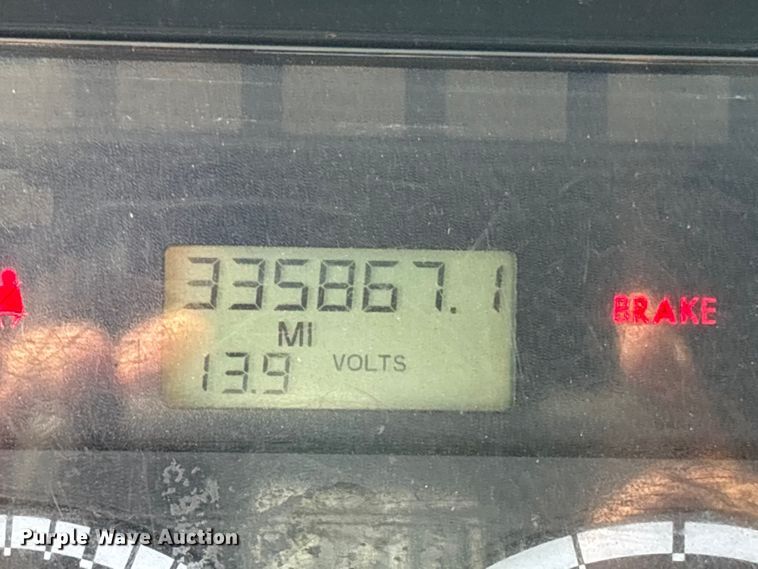 335867.1
MI
BRAKE
13.9 VOLTS
Purple Wave Auction